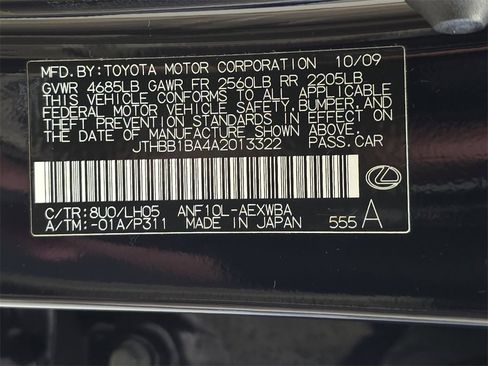 MFD.BY:TOYOTA MOTOR CORPORATION 10/09
GVWR 4685LB GAWR FR 2560LB RR 2205LB
THIS VEHICLE CONFORMS TO ALL APPLICABLE
FEDERAL MOTOR VEHICLE SAFETY,BUMPER,AND
THEFT PREVENTION STANDARDS IN EFFECT ON
THE DATE OF MANUFACTURE SHOWN ABOVE.
JTHBB1BA4A2013322 PASS.CAR
C/TR:8U0/LH05 ANF10L-AEXWBA
A/TM:-01A/P311 MADE IN JAPAN 555 A